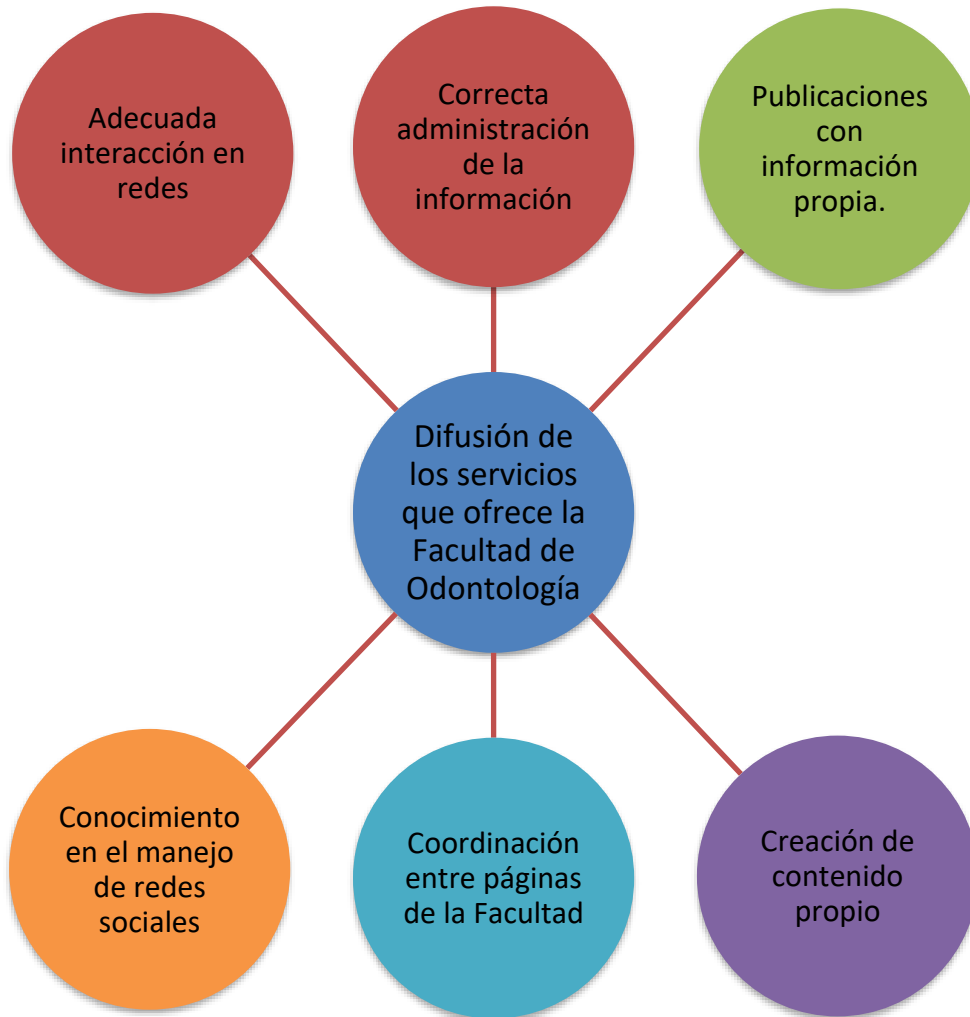 Adecuada
interacción en
redes
Correcta
administración
de la
información
Publicaciones
con
información
propia.
Difusión de
los servicios
que ofrece la
Facultad de
Odontología
Conocimiento
en el manejo
de redes
sociales
Coordinación
entre páginas
de la Facultad
Creación de
contenido
propio